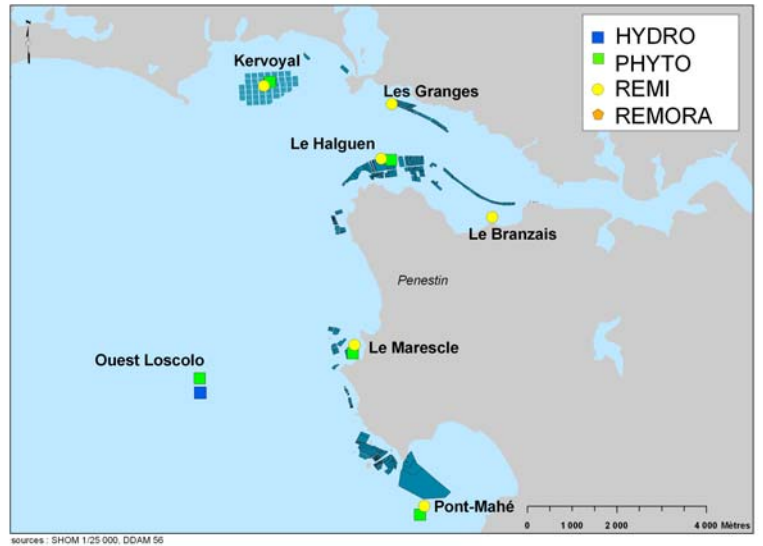 HYDRO
PHYTO
REMI
REMORA
Kervoyal
Les Granges
Le Halguen
Le Branzais
Penestin
Le Marescle
Ouest Loscolo
Pont-Mahé
0 1 000 2 000 4 000 Mètres
sources : SHOM 1/25 000, DDAM 56